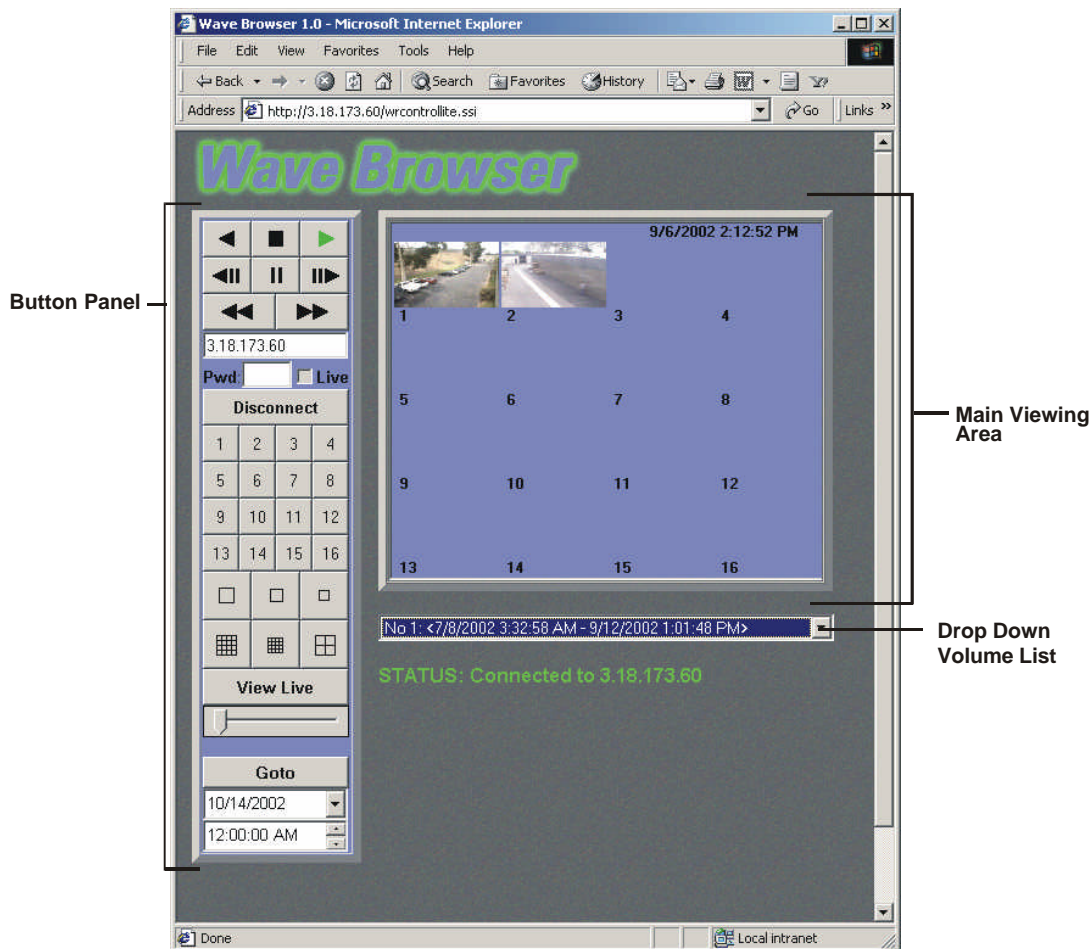 Wave Browser 1.0 - Microsoft Internet Explorer
File Edit View Favorites Tools Help
Back Search Favorites History
Address http://3.18.173.60/wrcontrollite.ssi Go Links »
Wave Browser
Button Panel
3.18.173.60
Pwd: Live
Disconnect
1 2 3 4
5 6 7 8
9 10 11 12
13 14 15 16
View Live
Goto
10/14/2002
12:00:00 AM
9/6/2002 2:12:52 PM
1 2 3 4
5 6 7 8
9 10 11 12
13 14 15 16
Main Viewing
Area
No 1: <7/8/2002 3:32:58 AM - 9/12/2002 1:01:48 PM>
Drop Down
Volume List
STATUS: Connected to 3.18.173.60
Done
Local intranet